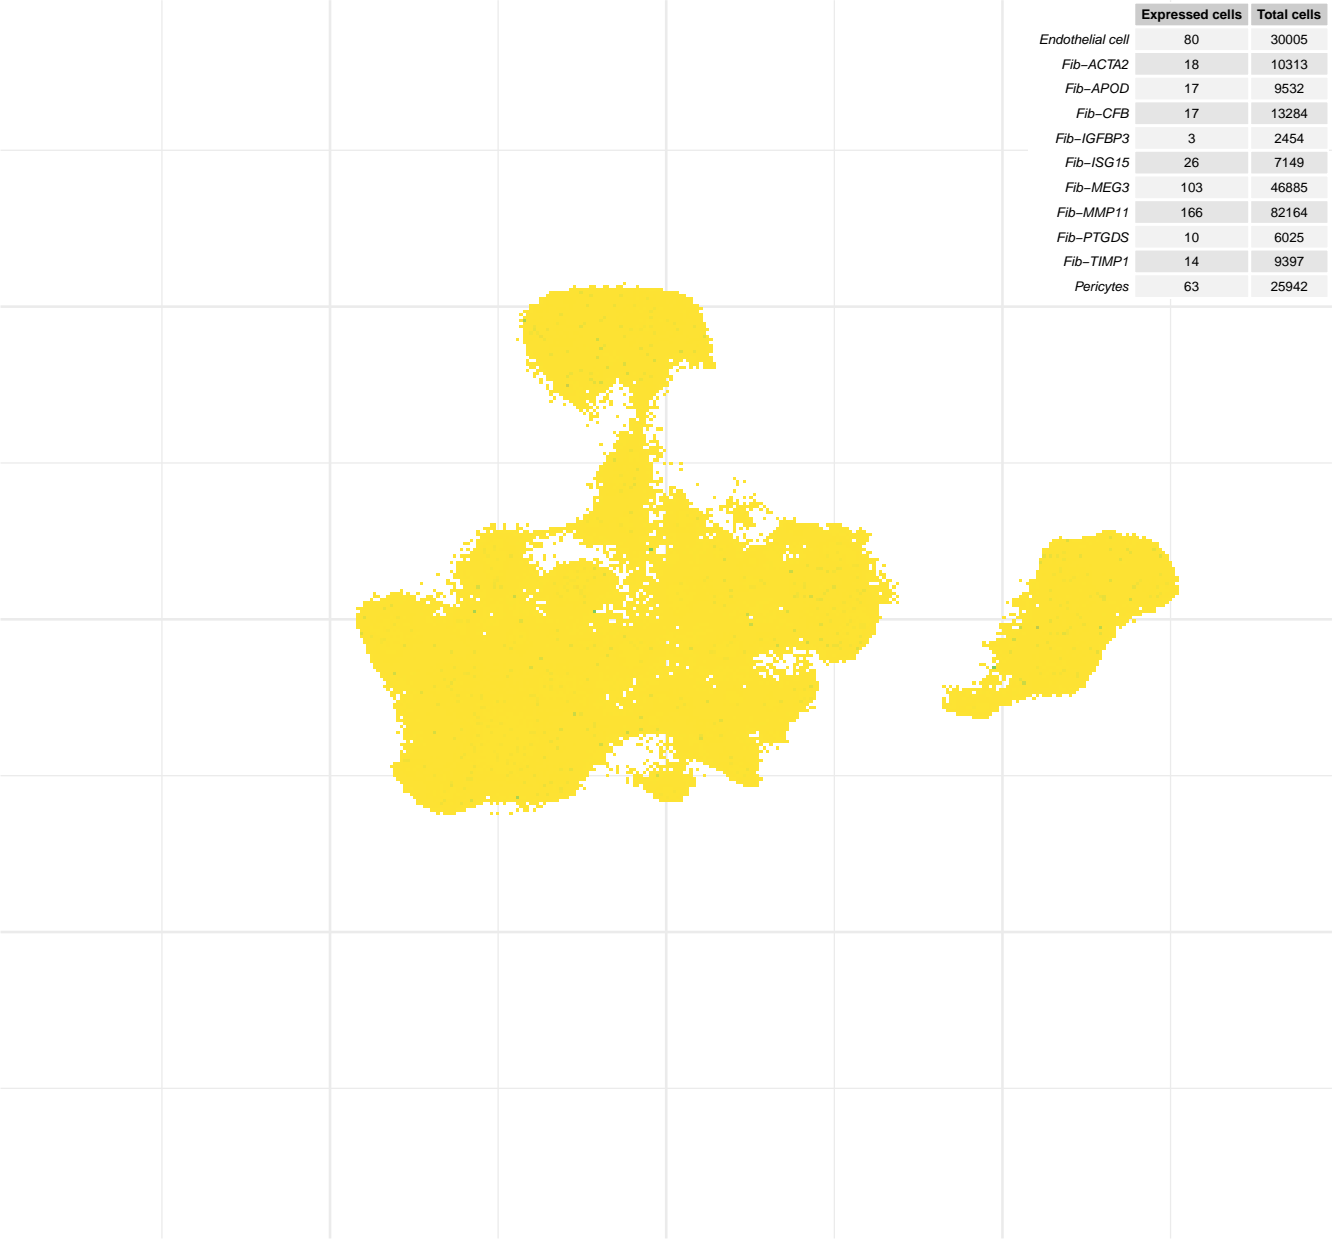 Expressed cells Total cells
Endothelial cell 80 30005
Fib−ACTA2 18 10313
Fib−APOD 17 9532
Fib−CFB 17 13284
Fib−IGFBP3 3 2454
Fib−ISG15 26 7149
Fib−MEG3 103 46885
Fib−MMP11 166 82164
Fib−PTGDS 10 6025
Fib−TIMP1 14 9397
Pericytes 63 25942